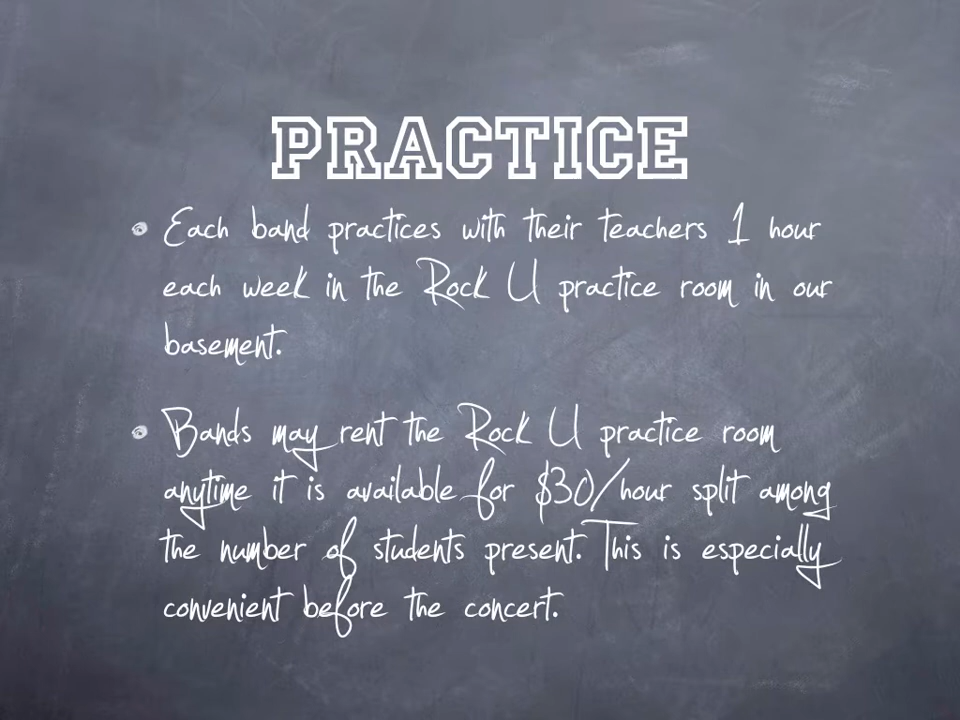 PRACTICE
• Each band practices with their teachers 1 hour
each week in the Rock U practice room in our
basement.
• Bands may rent the Rock U practice room
anytime it is available for $30/hour split among
the number of students present. This is especially
convenient before the concert.